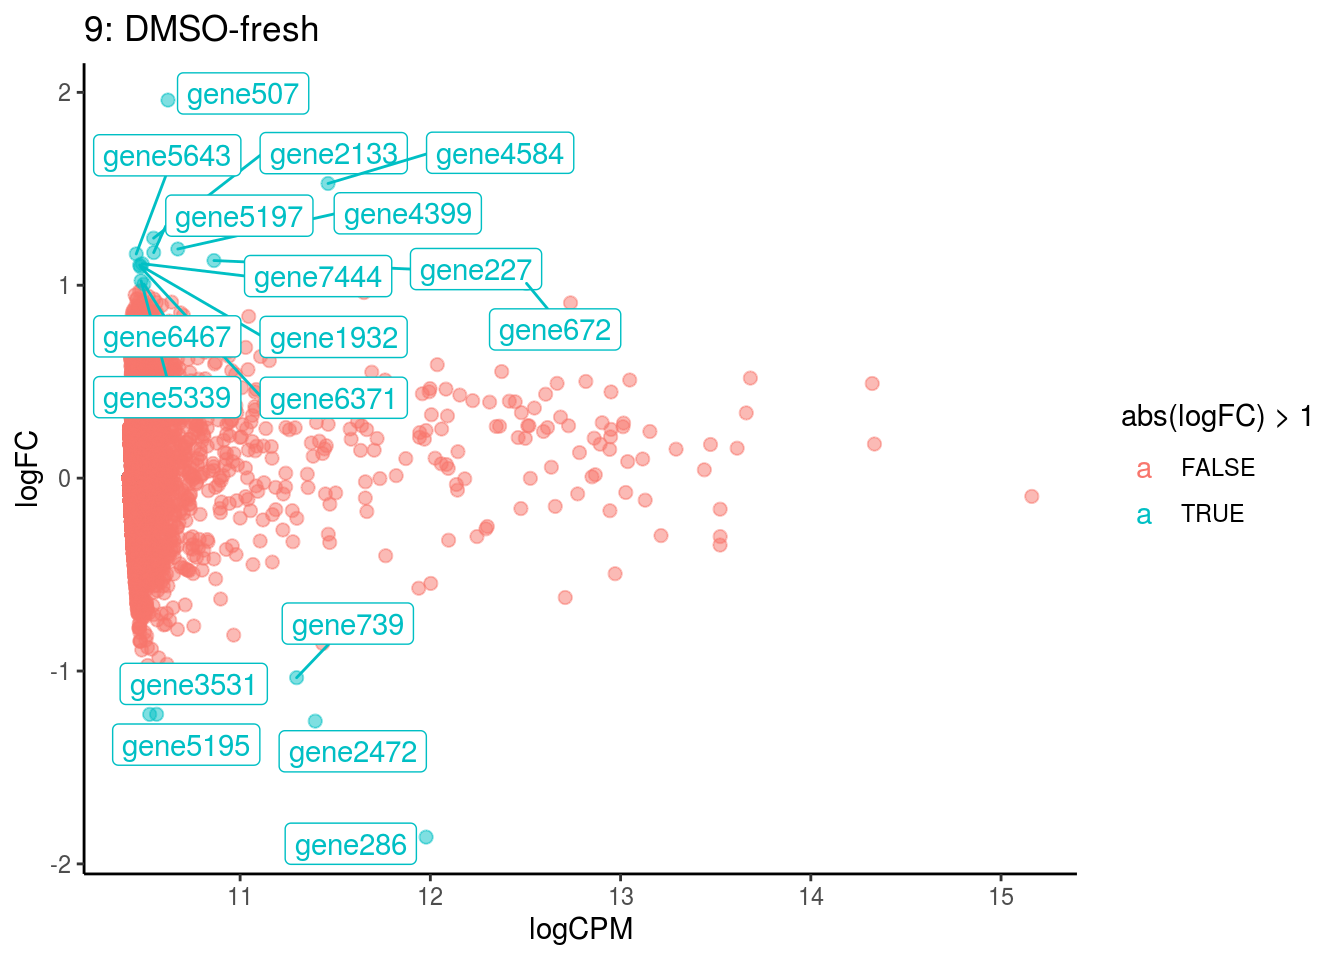 9: DMSO-fresh
2
1
0
-1
-2
logFC
gene507
gene5643
gene2133
gene4584
gene5197
gene4399
gene7444
gene227
gene672
gene6467
gene1932
gene5339
gene6371
gene739
gene3531
gene5195
gene2472
gene286
11
12
13
14
15
logCPM
abs(logFC) > 1
a FALSE
a TRUE